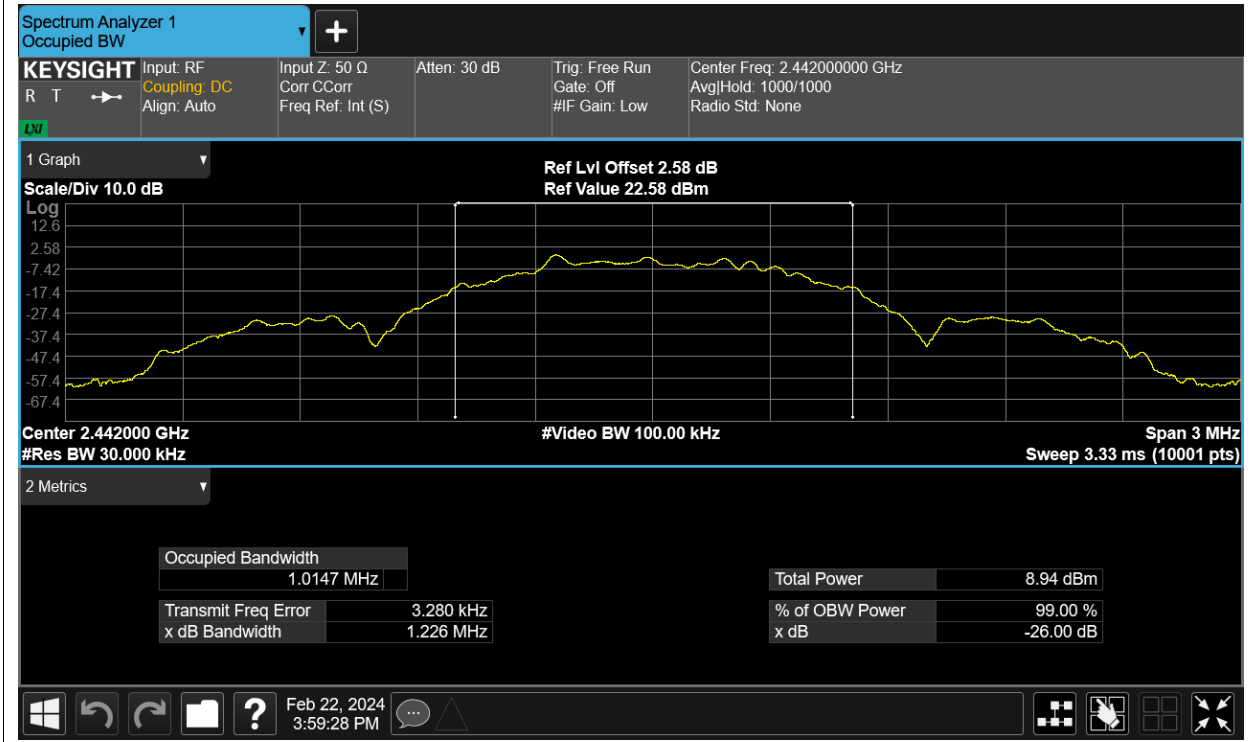 Spectrum Analyzer 1
Occupied BW
KEYSIGHT
R T
LXI
Input: RF
Coupling: DC
Align: Auto
Input Z: 50 Ω
Corr CCorr
Freq Ref: Int (S)
Atten: 30 dB
Trig: Free Run
Gate: Off
#IF Gain: Low
Center Freq: 2.442000000 GHz
Avg|Hold: 1000/1000
Radio Std: None
1 Graph
Scale/Div 10.0 dB
Ref Lvl Offset 2.58 dB
Ref Value 22.58 dBm
Log
12.6
2.58
-7.42
-17.4
-27.4
-37.4
-47.4
-57.4
-67.4
Center 2.442000 GHz
#Video BW 100.00 kHz
Span 3 MHz
#Res BW 30.000 kHz
Sweep 3.33 ms (10001 pts)
2 Metrics
Occupied Bandwidth
1.0147 MHz
Total Power 8.94 dBm
Transmit Freq Error 3.280 kHz
% of OBW Power 99.00 %
x dB Bandwidth 1.226 MHz
x dB -26.00 dB
?
Feb 22, 2024
3:59:28 PM